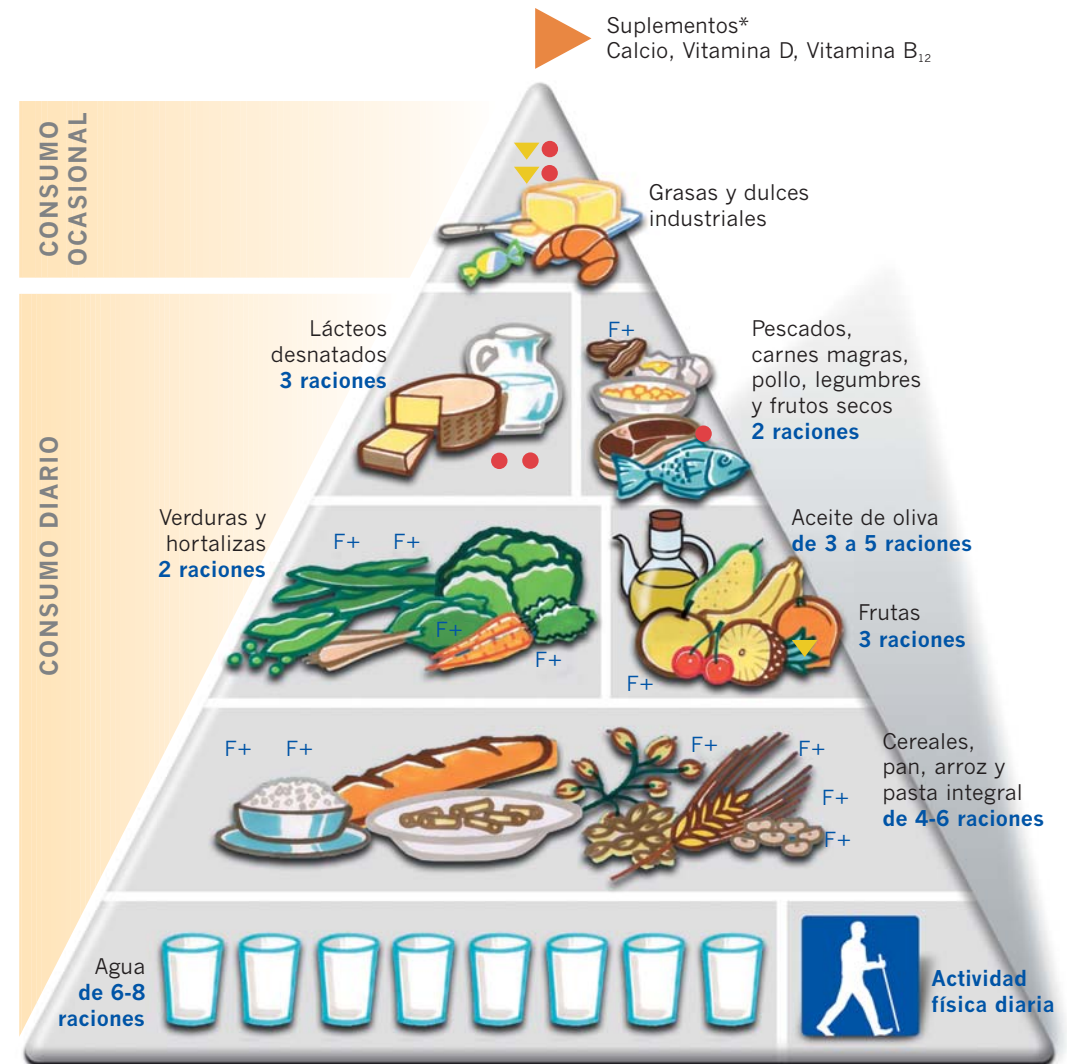 Suplementos*
Calcio, Vitamina D, Vitamina B₁₂
CONSUMO
OCASIONAL
Grasas y dulces
industriales
CONSUMO DIARIO
Lácteos
desnatados
3 raciones
F+
Pescados,
carnes magras,
pollo, legumbres
y frutos secos
2 raciones
F
Verduras y
hortalizas
2 raciones
F+ F+
F+
F+
Aceite de oliva
de 3 a 5 raciones
Frutas
3 raciones
F+
F+ F+
F+ F+
F+
F+
Cereales,
pan, arroz y
pasta integral
de 4-6 raciones
Agua
de 6-8
raciones
Actividad
física diaria